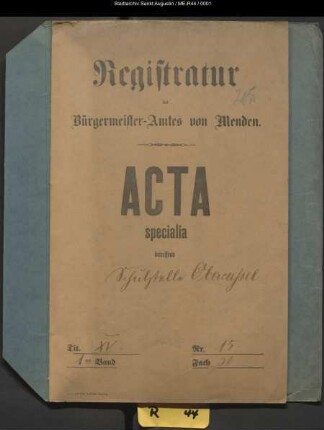 Stadtarchiv Sankt Augustin / ME-R44 / 0001
Registratur
des
Bürgermeister-Amtes von Menden.
ACTA
specialia
betreffend
Tit. XV. Nr. 15
1ter Band Fach
R 44